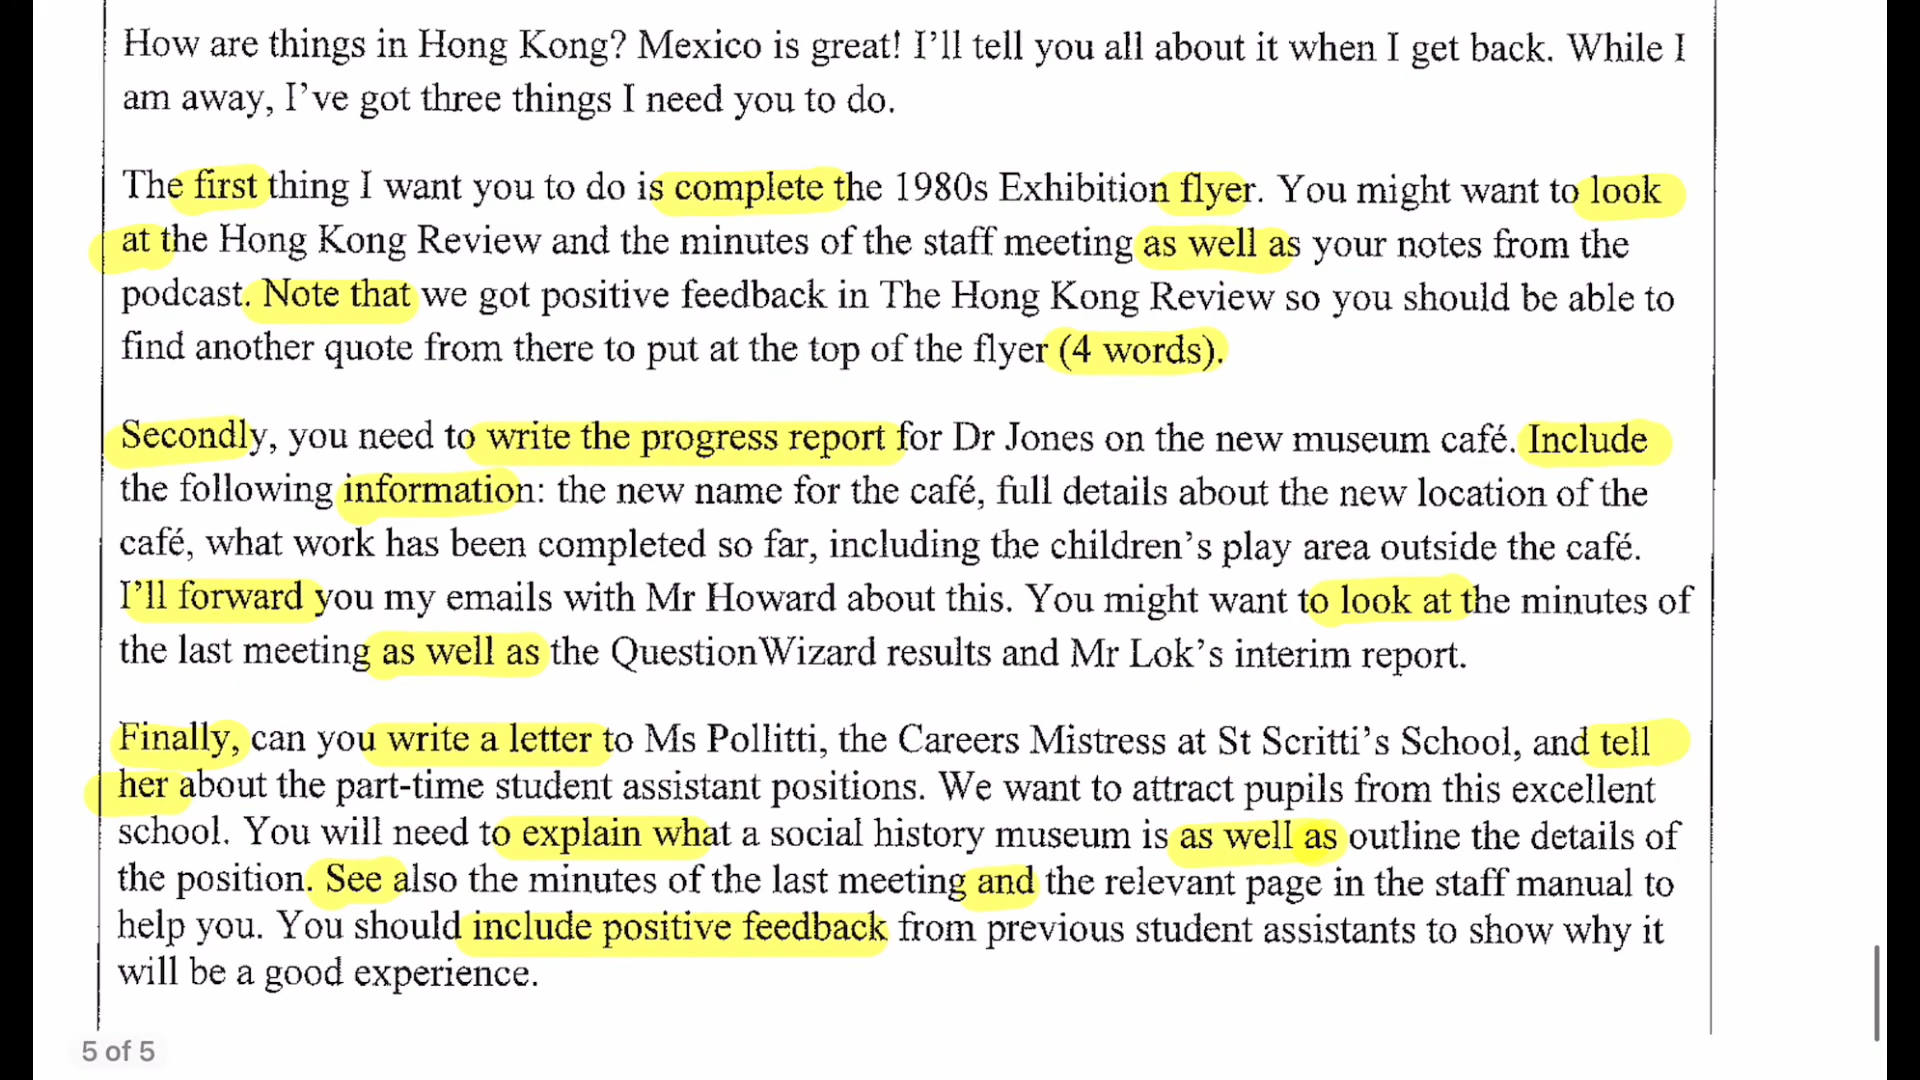 How are things in Hong Kong? Mexico is great! I'll tell you all about it when I get back. While I
am away, I've got three things I need you to do.
The first thing I want you to do is complete the 1980s Exhibition flyer. You might want to look
at the Hong Kong Review and the minutes of the staff meeting as well as your notes from the
podcast. Note that we got positive feedback in The Hong Kong Review so you should be able to
find another quote from there to put at the top of the flyer (4 words).
Secondly, you need to write the progress report for Dr Jones on the new museum café. Include
the following information: the new name for the café, full details about the new location of the
café, what work has been completed so far, including the children's play area outside the café.
I'll forward you my emails with Mr Howard about this. You might want to look at the minutes of
the last meeting as well as the QuestionWizard results and Mr Lok's interim report.
Finally, can you write a letter to Ms Pollitti, the Careers Mistress at St Scritti's School, and tell
her about the part-time student assistant positions. We want to attract pupils from this excellent
school. You will need to explain what a social history museum is as well as outline the details of
the position. See also the minutes of the last meeting and the relevant page in the staff manual to
help you. You should include positive feedback from previous student assistants to show why it
will be a good experience.
5 of 5